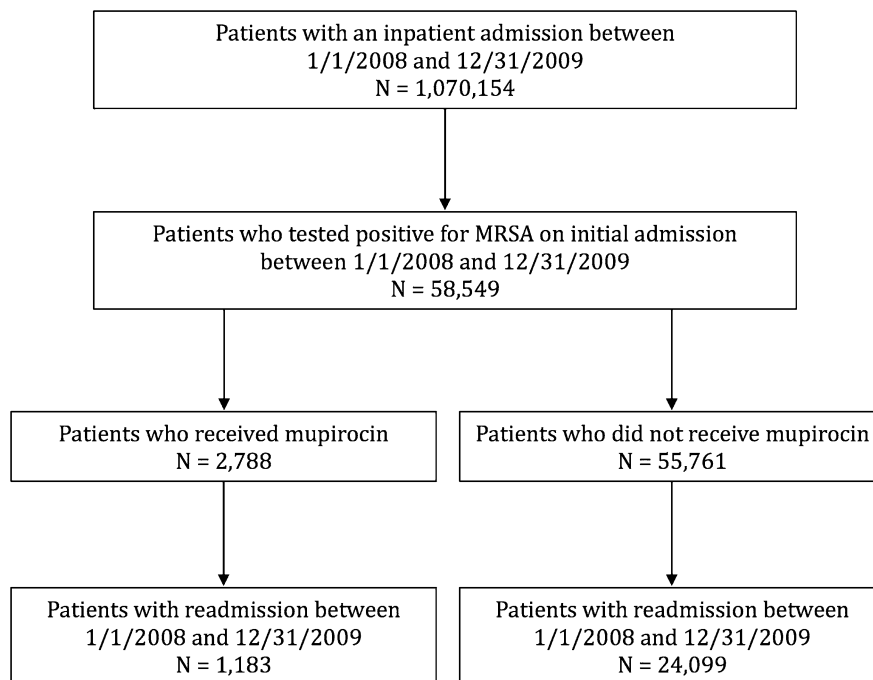 Patients with an inpatient admission between
1/1/2008 and 12/31/2009
N = 1,070,154
Patients who tested positive for MRSA on initial admission
between 1/1/2008 and 12/31/2009
N = 58,549
Patients who received mupirocin
N = 2,788
Patients who did not receive mupirocin
N = 55,761
Patients with readmission between
1/1/2008 and 12/31/2009
N = 1,183
Patients with readmission between
1/1/2008 and 12/31/2009
N = 24,099